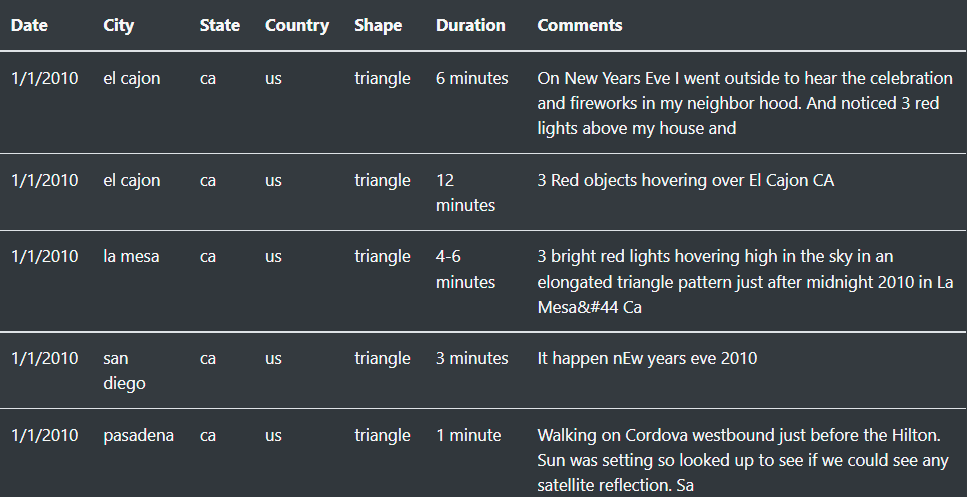 Date City State Country Shape Duration Comments
1/1/2010 el cajon ca us triangle 6 minutes On New Years Eve I went outside to hear the celebration
and fireworks in my neighbor hood. And noticed 3 red
lights above my house and
1/1/2010 el cajon ca us triangle 12 3 Red objects hovering over El Cajon CA
minutes
1/1/2010 la mesa ca us triangle 4-6 3 bright red lights hovering high in the sky in an
minutes elongated triangle pattern just after midnight 2010 in La
Mesa&#44 Ca
1/1/2010 san ca us triangle 3 minutes It happen nEw years eve 2010
diego
1/1/2010 pasadena ca us triangle 1 minute Walking on Cordova westbound just before the Hilton.
Sun was setting so looked up to see if we could see any
satellite reflection. Sa